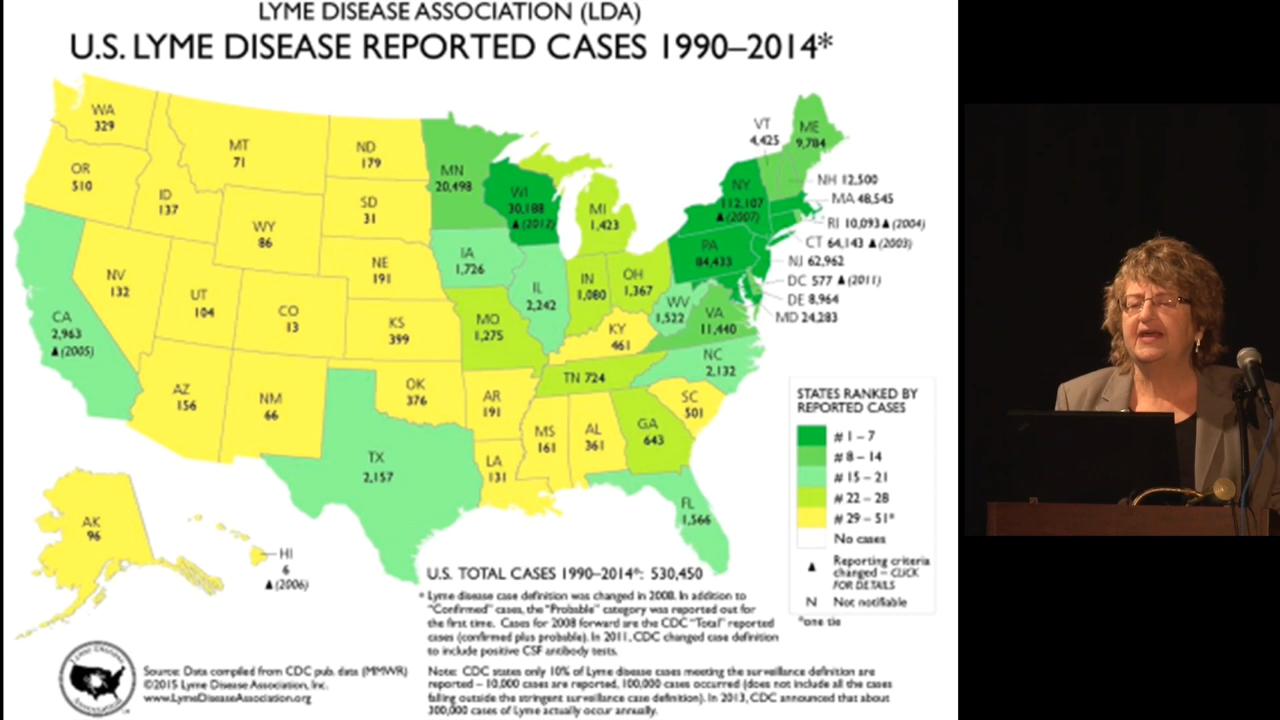 LYME DISEASE ASSOCIATION (LDA)
U.S. LYME DISEASE REPORTED CASES 1990–2014*
WA
329
OR
510
ID
137
MT
71
ND
179
SD
31
WY
86
NE
191
NV
132
UT
104
CO
13
KS
399
CA
2,963
▲(2005)
AZ
156
NM
66
OK
376
TX
2,157
MN
20,498
WI
30,188
▲(2012)
IA
1,726
IL
2,242
MO
1,275
AR
191
LA
131
MS
161
AL
361
GA
643
FL
1,566
SC
501
NC
2,132
TN 724
KY
461
IN
1,080
OH
1,367
MI
1,423
WV
1,522
VA
11,440
PA
84,433
NY
112,107
▲(2007)
VT
4,425
ME
9,784
NH 12,500
MA 48,545
RI 10,093▲(2004)
CT 64,143 ▲(2003)
NJ 62,962
DC 577 ▲(2011)
DE 8,964
MD 24,283
AK
96
HI
6
▲(2006)
STATES RANKED BY
REPORTED CASES
# 1 – 7
# 8 – 14
# 15 – 21
# 22 – 28
# 29 – 51*
No cases
▲ Reporting criteria
changed – CLICK
FOR DETAILS
N Not notifiable
*one tie
U.S. TOTAL CASES 1990–2014*: 530,450
* Lyme disease case definition was changed in 2008. In addition to
"Confirmed" cases, the "Probable" category was reported out for
the first time. Cases for 2008 forward are the CDC "Total" reported
cases (confirmed plus probable). In 2011, CDC changed case definition
to include positive CSF antibody tests.
Note: CDC states only 10% of Lyme disease cases meeting the surveillance definition are
reported – 10,000 cases are reported, 100,000 cases occurred (does not include all the cases
falling outside the stringent surveillance case definition). In 2013, CDC announced that about
300,000 cases of Lyme actually occur annually.
Source: Data compiled from CDC pub. data (MMWR)
©2015 Lyme Disease Association, Inc.
www.LymeDiseaseAssociation.org